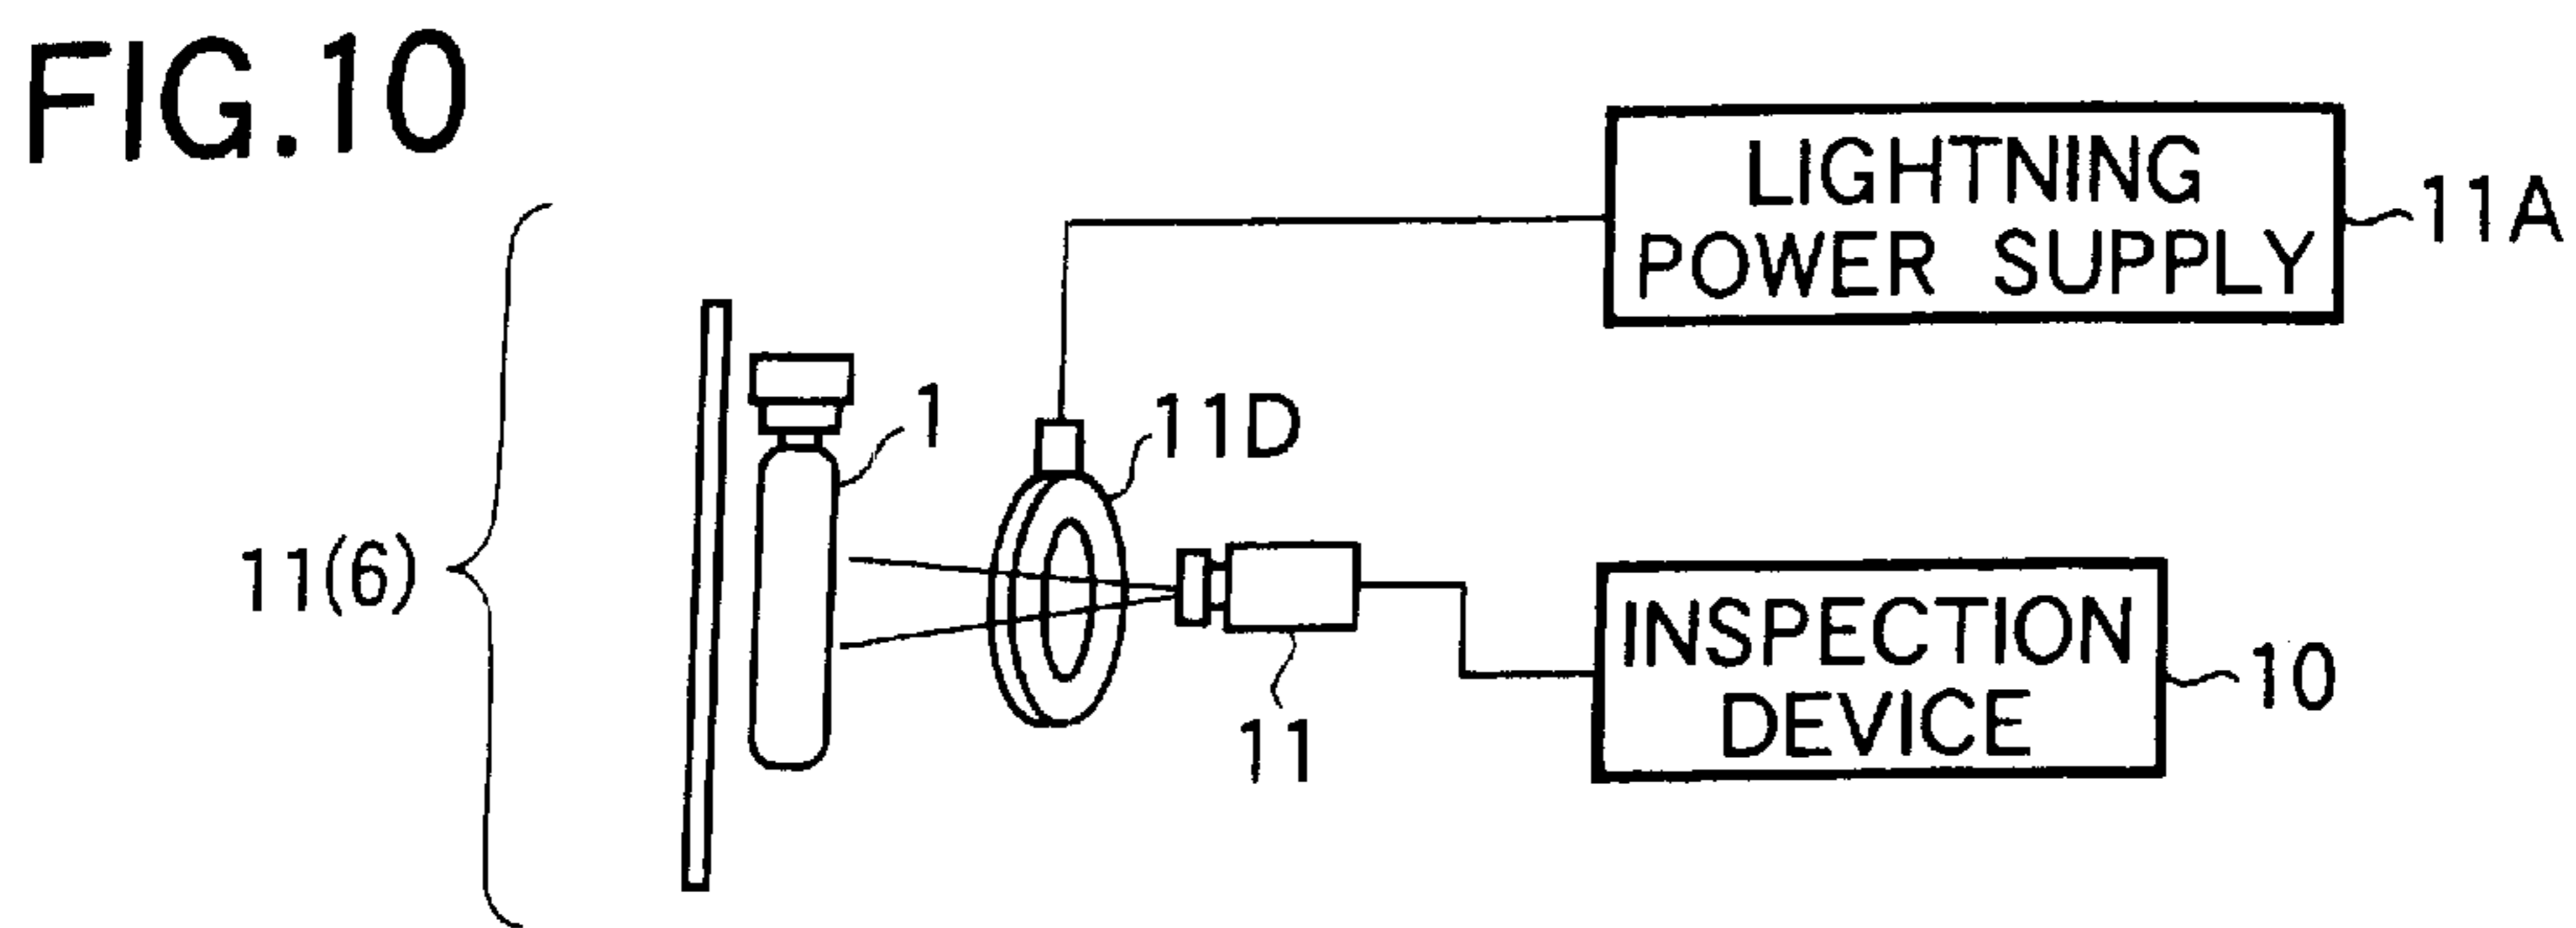 FIG.10
LIGHTNING
POWER SUPPLY
11A
1
11D
11(6)
11
INSPECTION
DEVICE
10